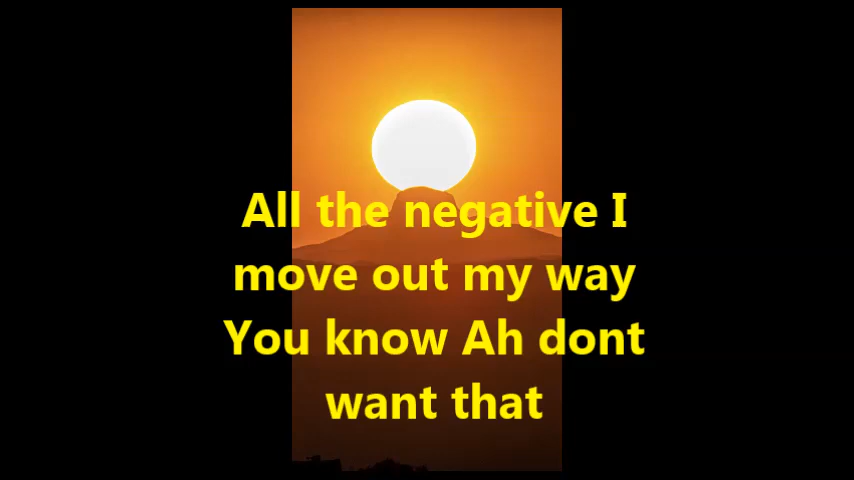 All the negative I
move out my way
You know Ah dont
want that